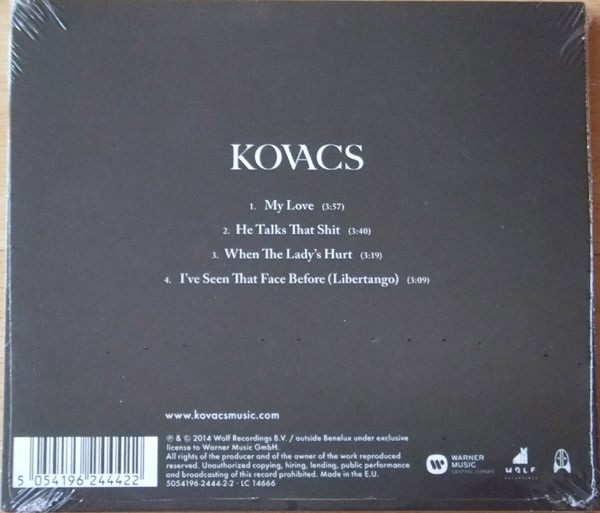 KOVACS
1. My Love (3:57)
2. He Talks That Shit (3:40)
3. When The Lady's Hurt (3:19)
4. I've Seen That Face Before (Libertango) (3:09)
www.kovacsmusic.com
℗ & © 2014 Wolf Recordings B.V. / outside Benelux under exclusive
license to Warner Music GmbH.
All rights of the producer and of the owner of the work reproduced
reserved. Unauthorized copying, hiring, lending, public performance
and broadcasting of this record prohibited. Made in the E.U.
5054196-2444-2-2 · LC 14666
5 054196 244422
WARNER
MUSIC
CENTRAL EUROPE
WOLF
RECORDINGS